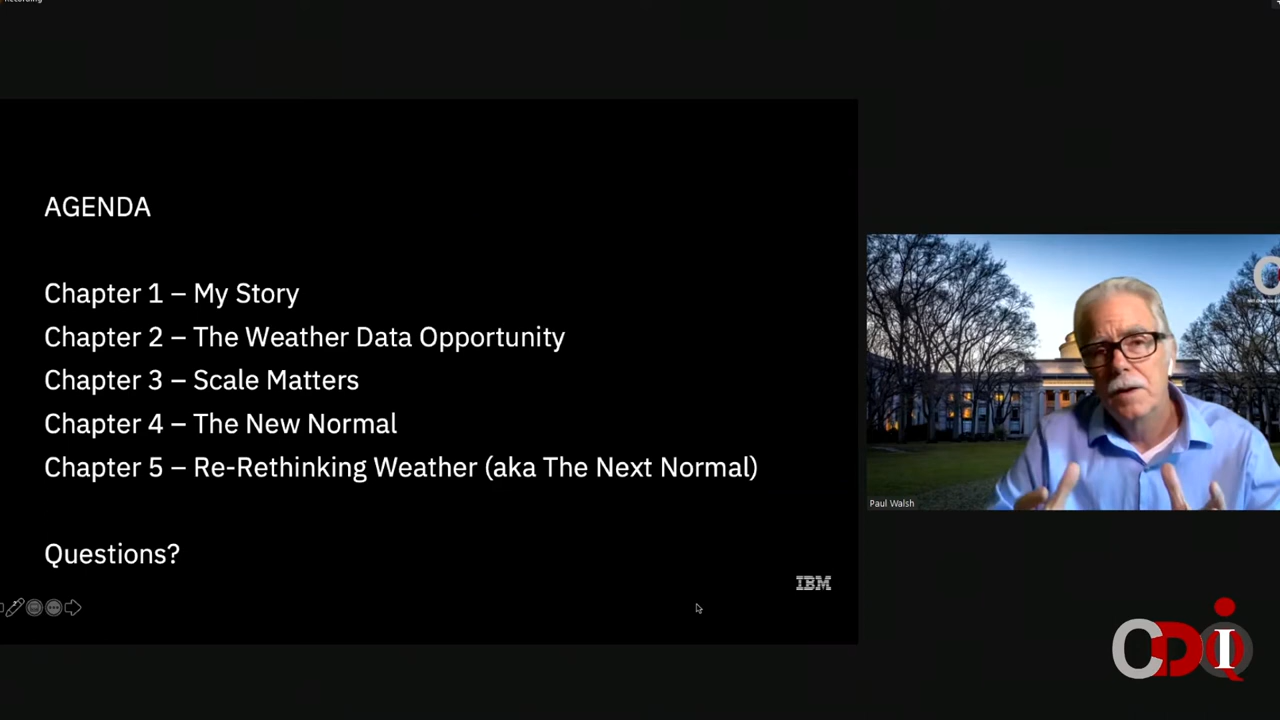 AGENDA
Chapter 1 – My Story
Chapter 2 – The Weather Data Opportunity
Chapter 3 – Scale Matters
Chapter 4 – The New Normal
Chapter 5 – Re-Rethinking Weather (aka The Next Normal)
Questions?
IBM
Paul Walsh
CDIQ